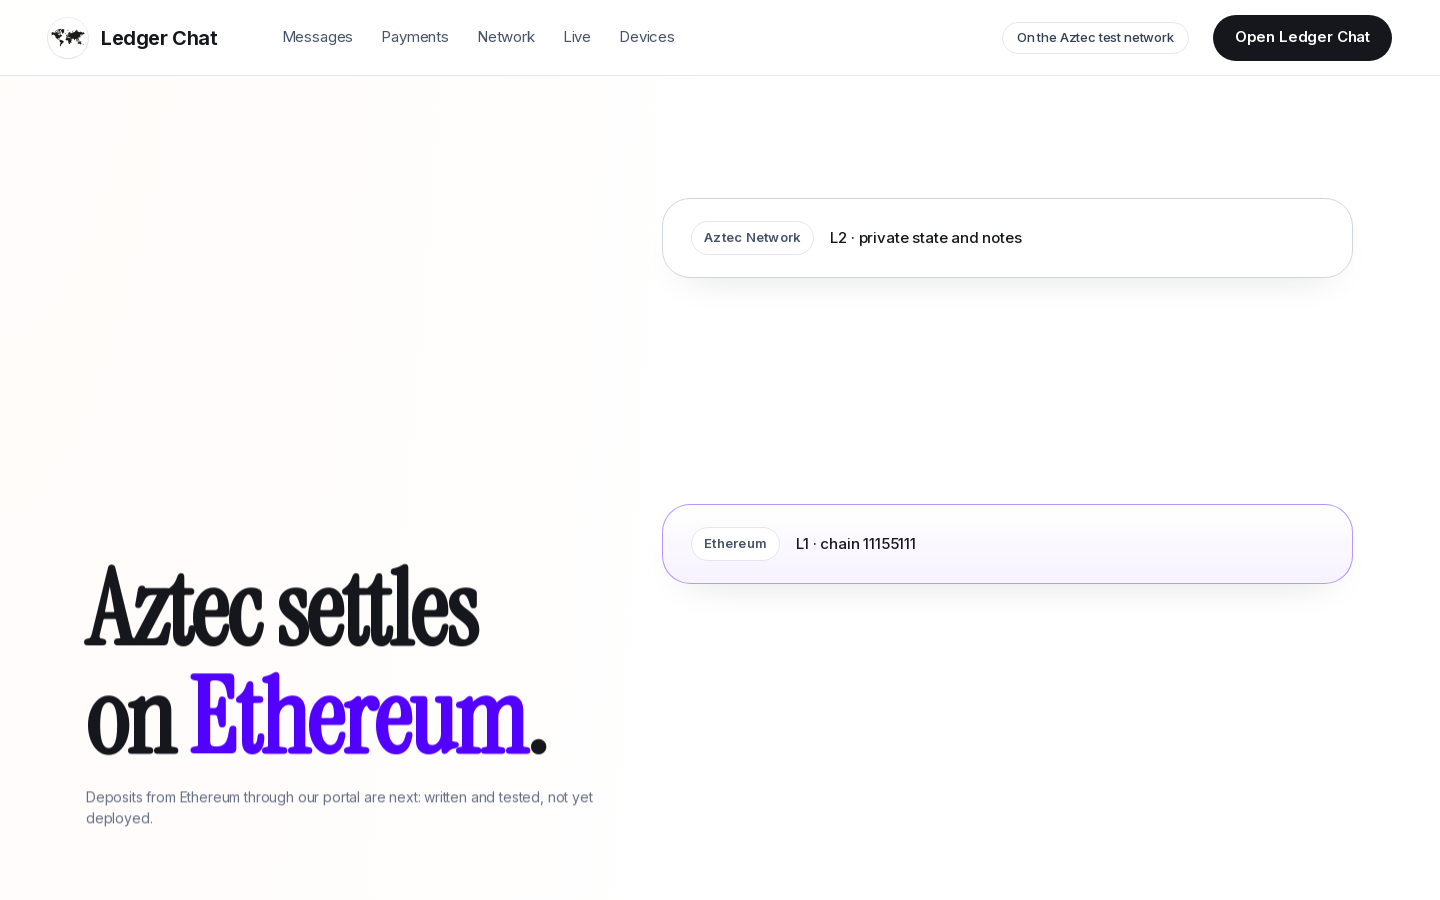 Ledger Chat
Messages
Payments
Network
Live
Devices
On the Aztec test network
Open Ledger Chat
Aztec Network
L2 · private state and notes
Ethereum
L1 · chain 11155111
Aztec settles
on Ethereum.
Deposits from Ethereum through our portal are next: written and tested, not yet
deployed.